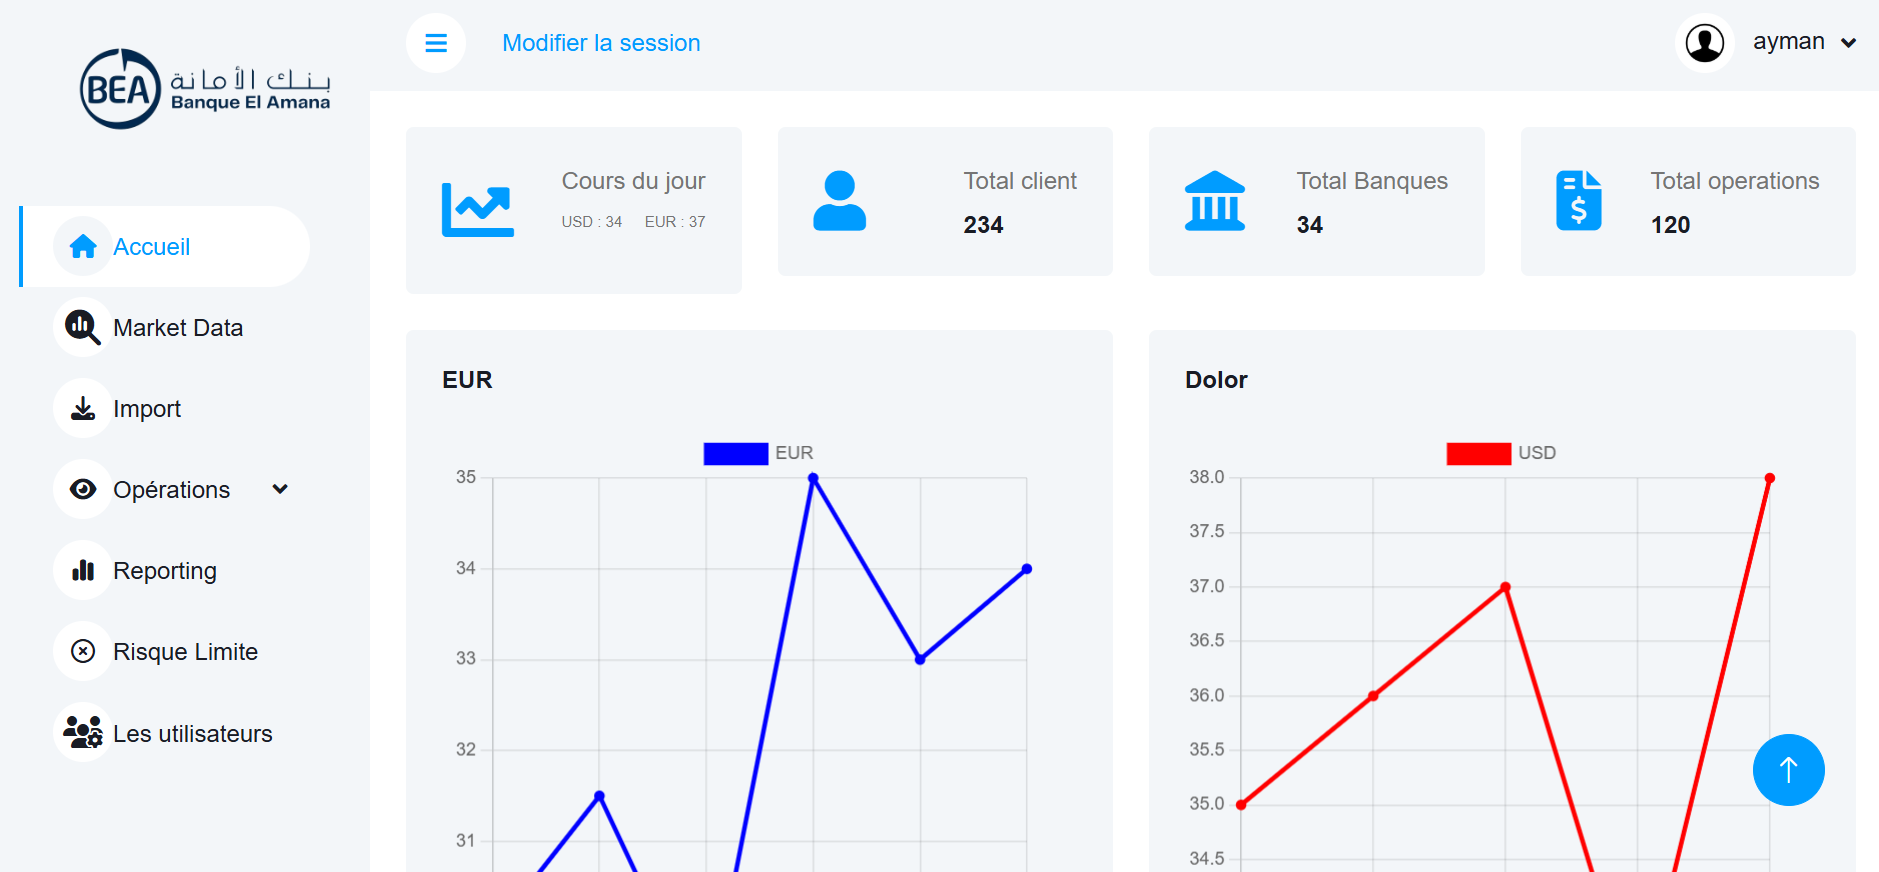 BEA
بنك الأمانة
Banque El Amana
Modifier la session
ayman
Accueil
Market Data
Import
Opérations
Reporting
Risque Limite
Les utilisateurs
Cours du jour
USD : 34 EUR : 37
Total client
234
Total Banques
34
Total operations
120
EUR
EUR
35
34
33
32
31
Dolor
USD
38.0
37.5
37.0
36.5
36.0
35.5
35.0
34.5